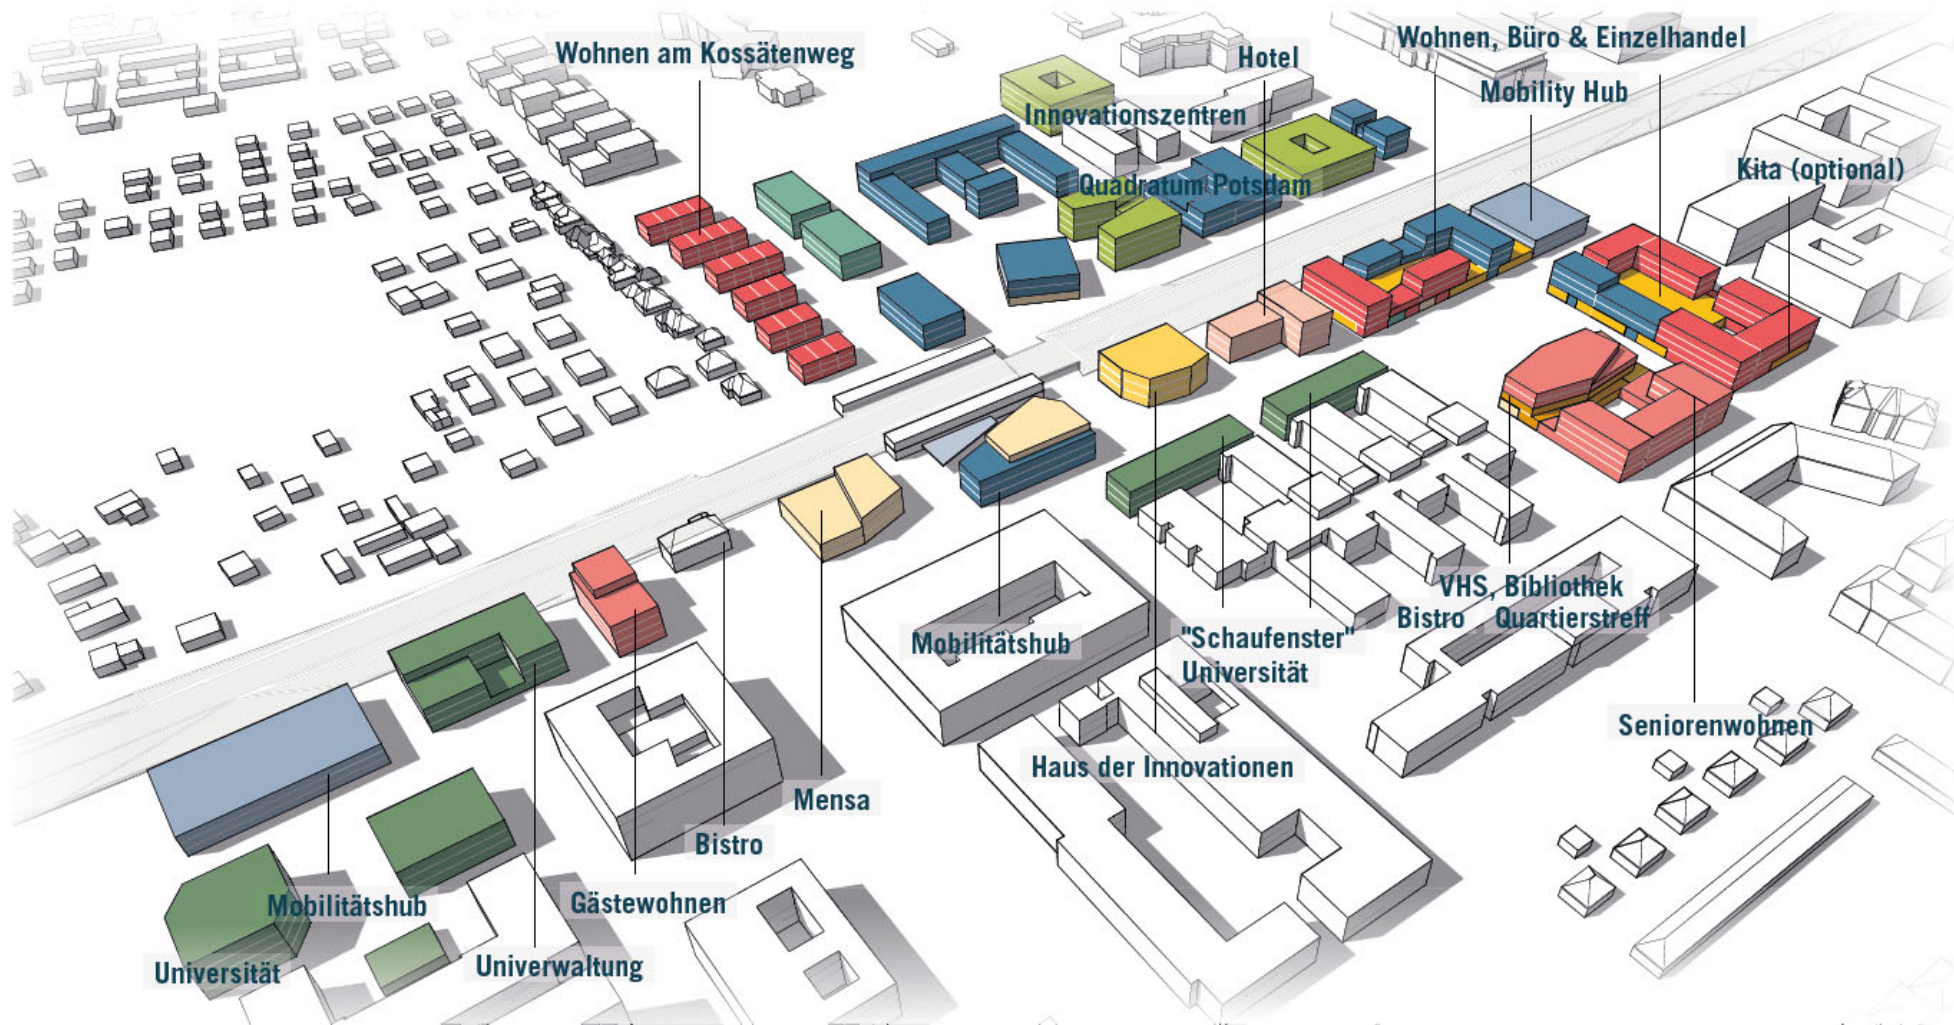 Wohnen am Kossätenweg
Hotel
Wohnen, Büro & Einzelhandel
Mobility Hub
Innovationszentren
Kita (optional)
Quadratum Potsdam
VHS, Bibliothek
Bistro Quartierstreff
Mobilitätshub
"Schaufenster"
Universität
Seniorenwohnen
Haus der Innovationen
Mensa
Bistro
Gästewohnen
Mobilitätshub
Univerwaltung
Universität